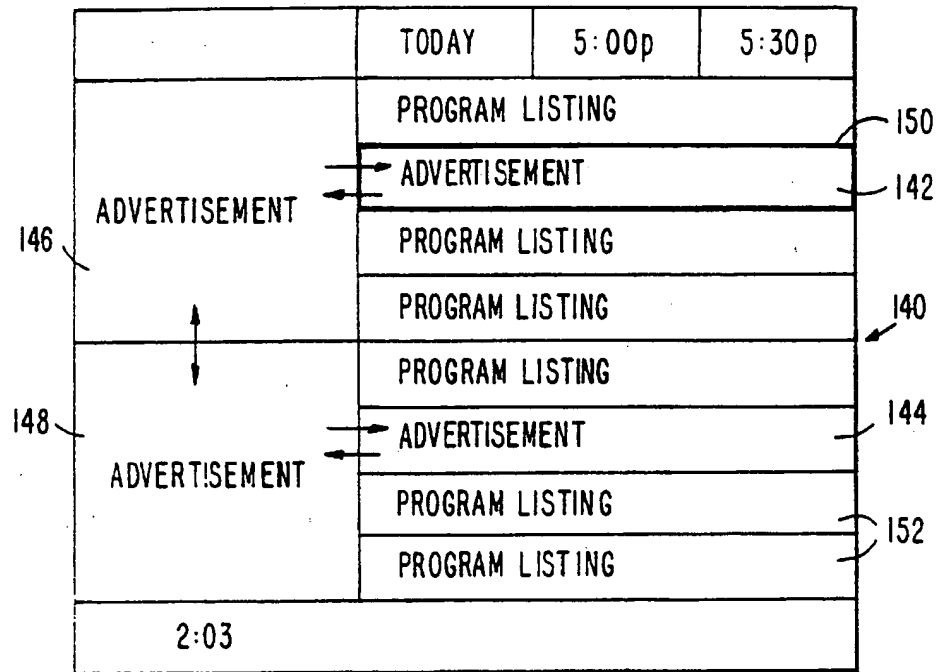 TODAY 5:00p 5:30p
PROGRAM LISTING
150
ADVERTISEMENT
142
ADVERTISEMENT
146
PROGRAM LISTING
PROGRAM LISTING
140
PROGRAM LISTING
148
ADVERTISEMENT
144
ADVERTISEMENT
PROGRAM LISTING
152
PROGRAM LISTING
2:03